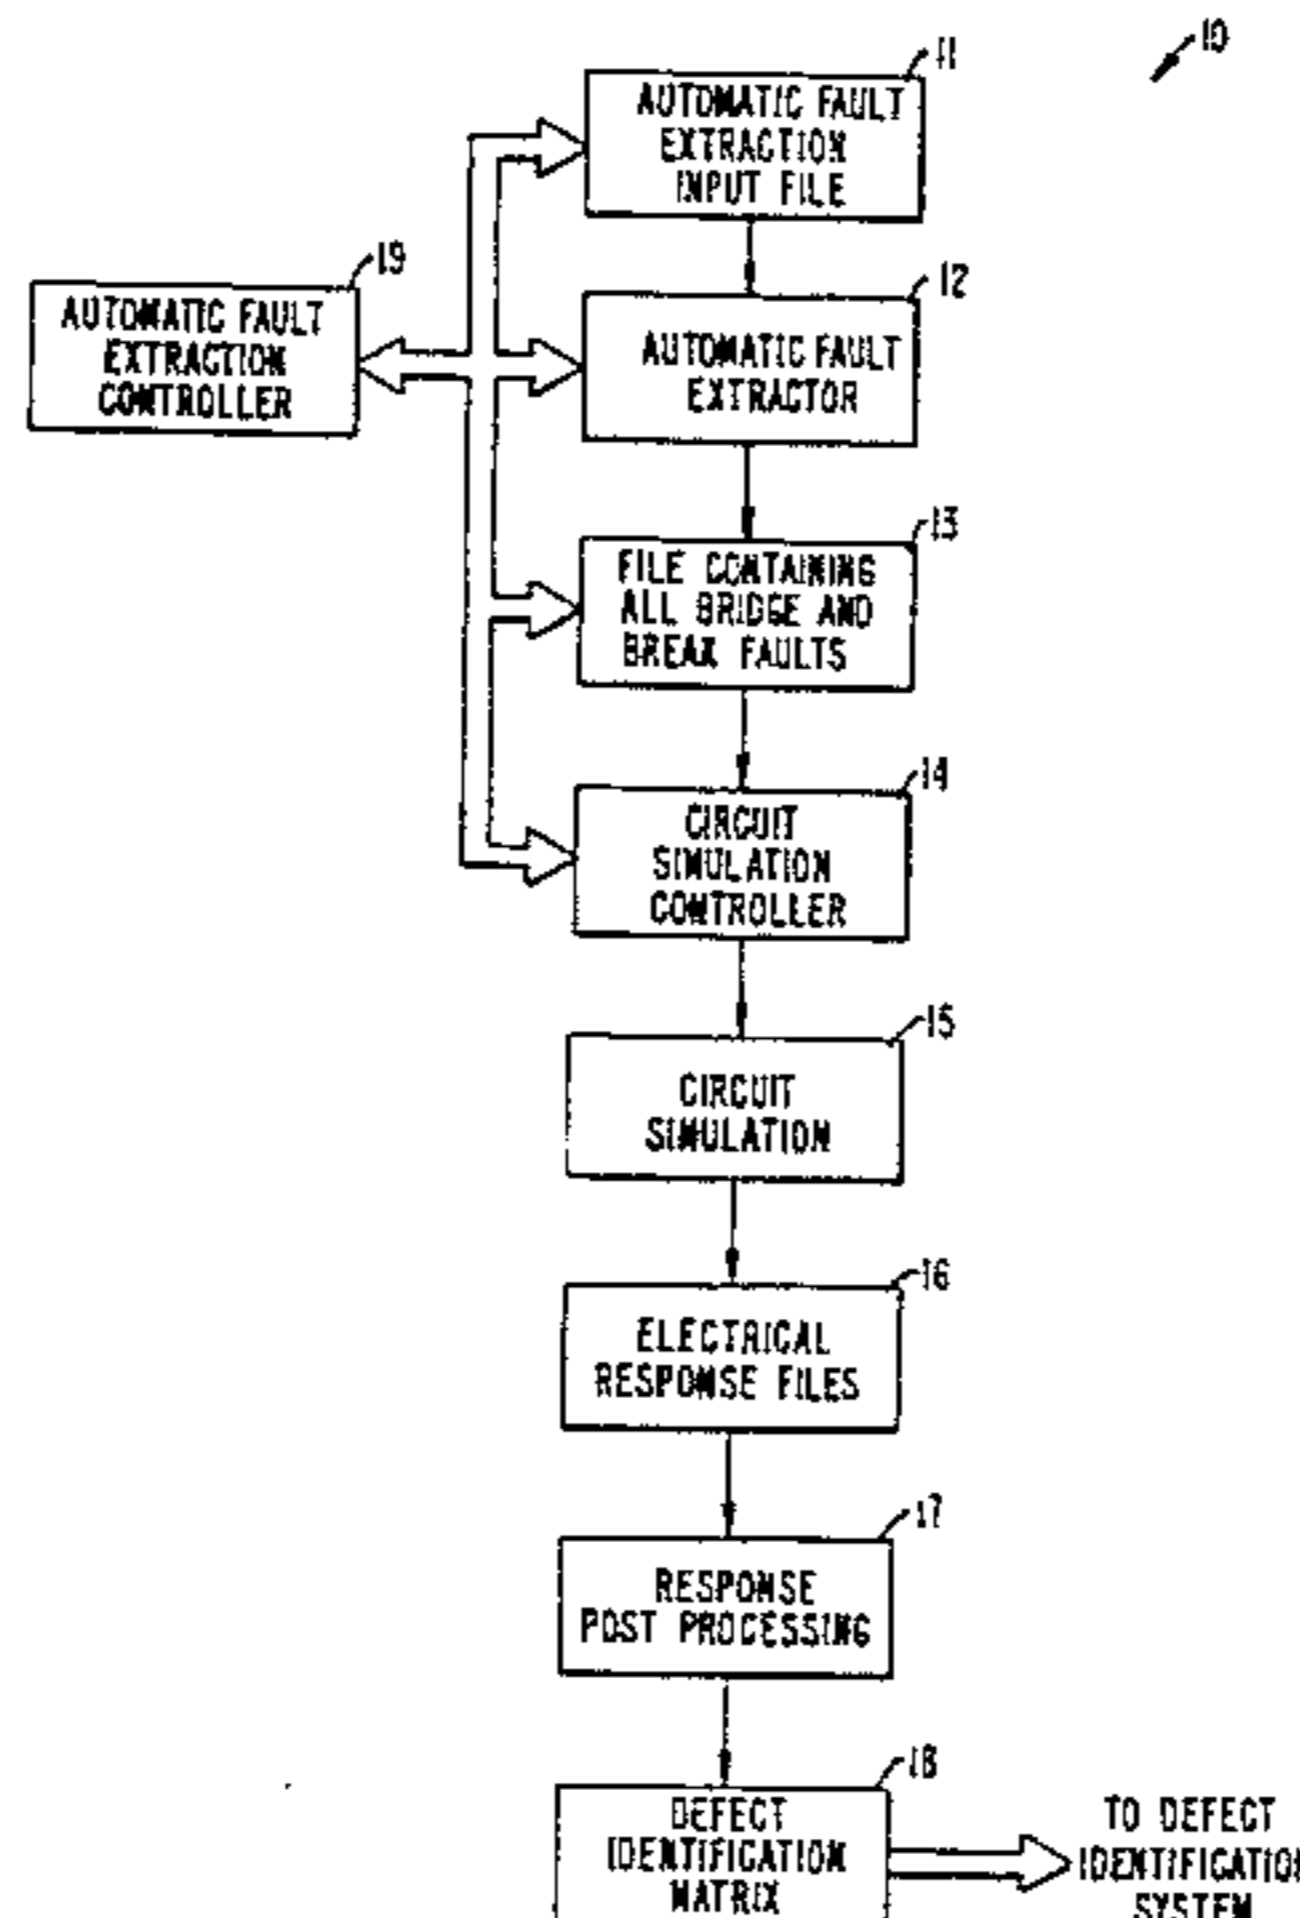 10
11
AUTOMATIC FAULT
EXTRACTION
INPUT FILE
19
AUTOMATIC FAULT
EXTRACTION
CONTROLLER
12
AUTOMATIC FAULT
EXTRACTOR
13
FILE CONTAINING
ALL BRIDGE AND
BREAK FAULTS
14
CIRCUIT
SIMULATION
CONTROLLER
15
CIRCUIT
SIMULATION
16
ELECTRICAL
RESPONSE FILES
17
RESPONSE
POST PROCESSING
18
DEFECT
IDENTIFICATION
MATRIX
TO DEFECT
IDENTIFICATION
SYSTEM